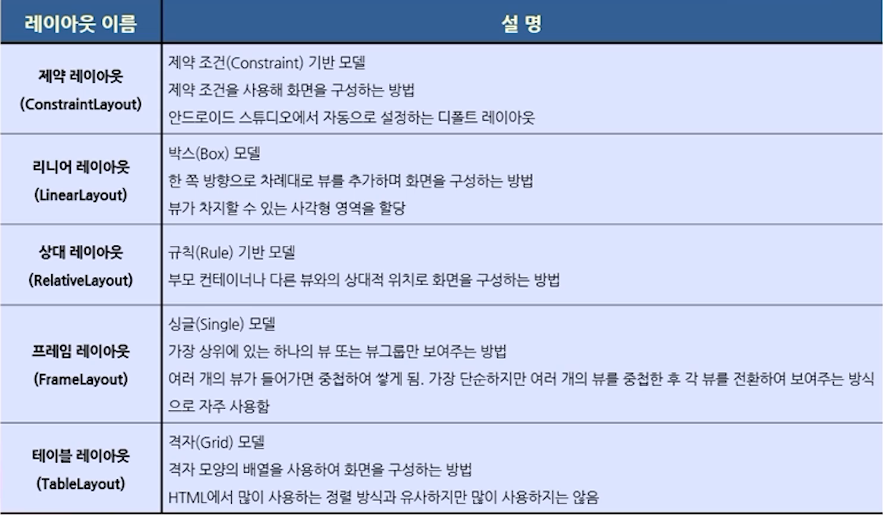 레이아웃 이름
설 명
제약 레이아웃
(ConstraintLayout)
제약 조건(Constraint) 기반 모델
제약 조건을 사용해 화면을 구성하는 방법
안드로이드 스튜디오에서 자동으로 설정하는 디폴트 레이아웃
리니어 레이아웃
(LinearLayout)
박스(Box) 모델
한 쪽 방향으로 차례대로 뷰를 추가하며 화면을 구성하는 방법
뷰가 차지할 수 있는 사각형 영역을 할당
상대 레이아웃
(RelativeLayout)
규칙(Rule) 기반 모델
부모 컨테이너나 다른 뷰와의 상대적 위치로 화면을 구성하는 방법
프레임 레이아웃
(FrameLayout)
싱글(Single) 모델
가장 상위에 있는 하나의 뷰 또는 뷰그룹만 보여주는 방법
여러 개의 뷰가 들어가면 중첩하여 쌓게 됨. 가장 단순하지만 여러 개의 뷰를 중첩한 후 각 뷰를 전환하여 보여주는 방식
으로 자주 사용함
테이블 레이아웃
(TableLayout)
격자(Grid) 모델
격자 모양의 배열을 사용하여 화면을 구성하는 방법
HTML에서 많이 사용하는 정렬 방식과 유사하지만 많이 사용하지는 않음